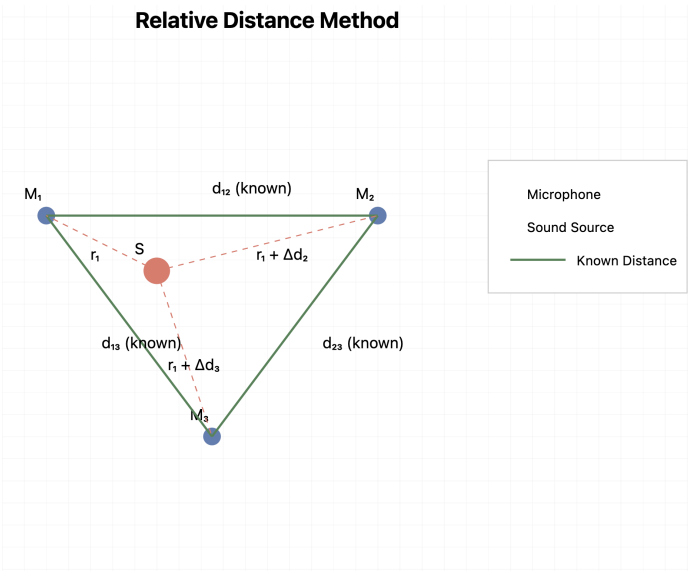 Relative Distance Method
M₁
d₁₂ (known)
M₂
Microphone
Sound Source
Known Distance
S
r₁
r₁ + Δd₂
d₁₃ (known)
d₂₃ (known)
r₁ + Δd₃
M₃